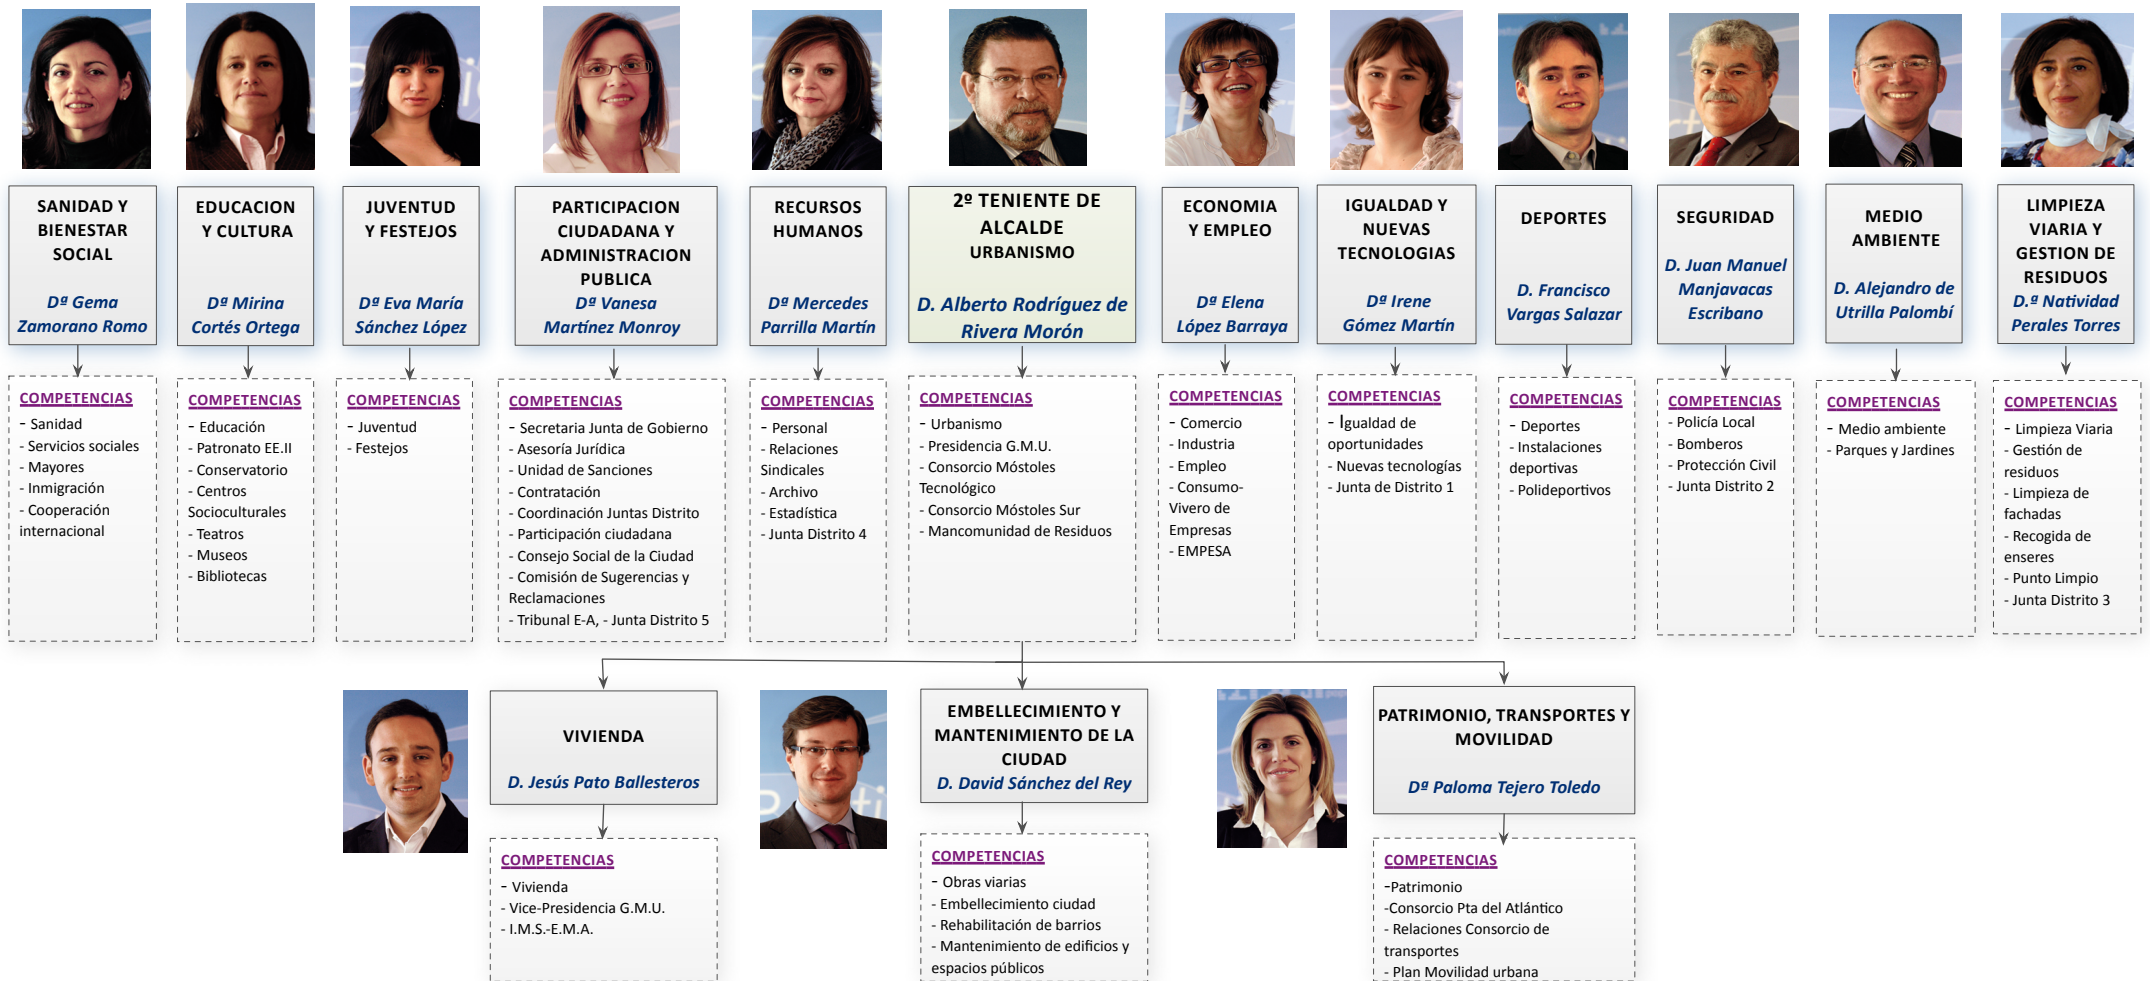 SANIDAD Y
BIENESTAR
SOCIAL
Dª Gema
Zamorano Romo
EDUCACION
Y CULTURA
Dª Mirina
Cortés Ortega
JUVENTUD
Y FESTEJOS
Dª Eva María
Sánchez López
PARTICIPACION
CIUDADANA Y
ADMINISTRACION
PUBLICA
Dª Vanesa
Martínez Monroy
RECURSOS
HUMANOS
Dª Mercedes
Parrilla Martín
2º TENIENTE DE
ALCALDE
URBANISMO
D. Alberto Rodríguez de
Rivera Morón
ECONOMIA
Y EMPLEO
Dª Elena
López Barraya
IGUALDAD Y
NUEVAS
TECNOLOGIAS
Dª Irene
Gómez Martín
DEPORTES
D. Francisco
Vargas Salazar
SEGURIDAD
D. Juan Manuel
Manjavacas
Escribano
MEDIO
AMBIENTE
D. Alejandro de
Utrilla Palombí
LIMPIEZA
VIARIA Y
GESTION DE
RESIDUOS
D.ª Natividad
Perales Torres
COMPETENCIAS
- Sanidad
- Servicios sociales
- Mayores
- Inmigración
- Cooperación
internacional
COMPETENCIAS
- Educación
- Patronato EE.II
- Conservatorio
- Centros
Socioculturales
- Teatros
- Museos
- Bibliotecas
COMPETENCIAS
- Juventud
- Festejos
COMPETENCIAS
- Secretaria Junta de Gobierno
- Asesoría Jurídica
- Unidad de Sanciones
- Contratación
- Coordinación Juntas Distrito
- Participación ciudadana
- Consejo Social de la Ciudad
- Comisión de Sugerencias y
Reclamaciones
- Tribunal E-A, - Junta Distrito 5
COMPETENCIAS
- Personal
- Relaciones
Sindicales
- Archivo
- Estadística
- Junta Distrito 4
COMPETENCIAS
- Urbanismo
- Presidencia G.M.U.
- Consorcio Móstoles
Tecnológico
- Consorcio Móstoles Sur
- Mancomunidad de Residuos
COMPETENCIAS
- Comercio
- Industria
- Empleo
- Consumo-
Vivero de
Empresas
- EMPESA
COMPETENCIAS
- Igualdad de
oportunidades
- Nuevas tecnologías
- Junta de Distrito 1
COMPETENCIAS
- Deportes
- Instalaciones
deportivas
- Polideportivos
COMPETENCIAS
- Policía Local
- Bomberos
- Protección Civil
- Junta Distrito 2
COMPETENCIAS
- Medio ambiente
- Parques y Jardines
COMPETENCIAS
- Limpieza Viaria
- Gestión de
residuos
- Limpieza de
fachadas
- Recogida de
enseres
- Punto Limpio
- Junta Distrito 3
VIVIENDA
D. Jesús Pato Ballesteros
EMBELLECIMIENTO Y
MANTENIMIENTO DE LA
CIUDAD
D. David Sánchez del Rey
PATRIMONIO, TRANSPORTES Y
MOVILIDAD
Dª Paloma Tejero Toledo
COMPETENCIAS
- Vivienda
- Vice-Presidencia G.M.U.
- I.M.S.-E.M.A.
COMPETENCIAS
- Obras viarias
- Embellecimiento ciudad
- Rehabilitación de barrios
- Mantenimiento de edificios y
espacios públicos
COMPETENCIAS
-Patrimonio
-Consorcio Pta del Atlántico
- Relaciones Consorcio de
transportes
- Plan Movilidad urbana